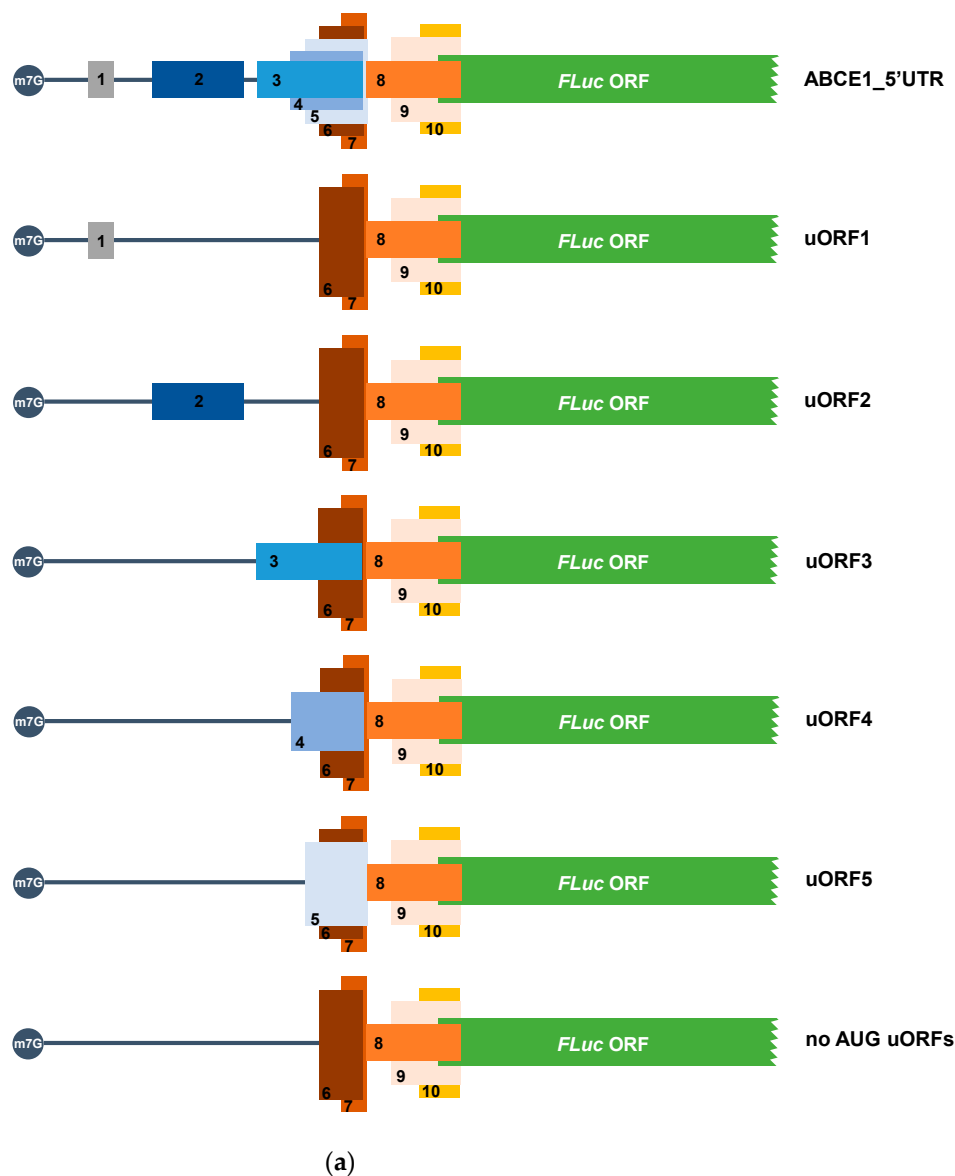 m7G 1 2 3 4 5 6 7 8 9 10 FLuc ORF ABCE1_5’UTR
m7G 1 6 7 8 9 10 FLuc ORF uORF1
m7G 2 6 7 8 9 10 FLuc ORF uORF2
m7G 3 6 7 8 9 10 FLuc ORF uORF3
m7G 4 6 7 8 9 10 FLuc ORF uORF4
m7G 5 6 7 8 9 10 FLuc ORF uORF5
m7G 6 7 8 9 10 FLuc ORF no AUG uORFs
(a)